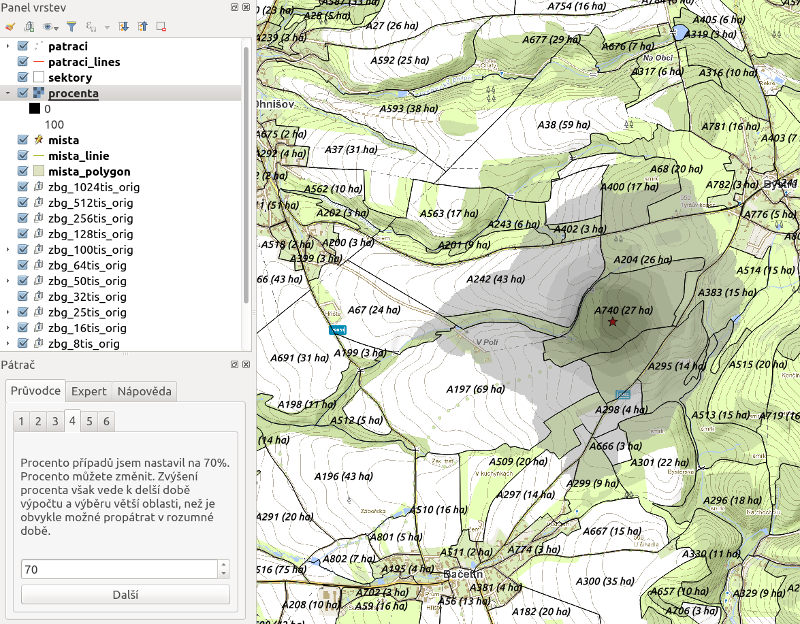 Panel vrstev
patraci
patraci_lines
sektory
procenta
0
100
mista
mista_linie
mista_polygon
zbg_1024tis_orig
zbg_512tis_orig
zbg_256tis_orig
zbg_128tis_orig
zbg_100tis_orig
zbg_64tis_orig
zbg_50tis_orig
zbg_32tis_orig
zbg_25tis_orig
zbg_16tis_orig
zbg_8tis_orig
Pátrač
Průvodce Expert Nápověda
1 2 3 4 5 6
Procento případů jsem nastavil na 70%.
Procento můžete změnit. Zvýšení
procenta však vede k delší době
výpočtu a výběru větší oblasti, než je
obvykle možné propátrat v rozumné
době.
70
Další
A754 (16 ha)
A28 (5 ha)
A27 (26 ha)
A405 (6 ha)
A319 (3 ha)
A239 (3 ha)
A677 (29 ha)
A676 (7 ha)
A592 (25 ha)
Na Obci
A317 (6 ha)
A316 (10 ha)
Ohnišov
A593 (38 ha)
A38 (59 ha)
A781 (16 ha)
A675 (2 ha)
A403 (7
A292 (4 ha)
A37 (31 ha)
A68 (20 ha)
A562 (10 ha)
A400 (17 ha)
A782 (3 ha)
A202 (3 ha)
A563 (17 ha)
A243 (6 ha)
A402 (3 ha)
A776 (5 ha)
A518 (2 ha)
A200 (3 ha)
A201 (9 ha)
A399 (3 ha)
A204 (26 ha)
A514 (15 ha)
66 (43 ha)
A242 (43 ha)
A383 (15 ha)
A67 (24 ha)
A740 (27 ha)
V Poli
A691 (31 ha)
A199 (3 ha)
A295 (14 ha)
A515 (20 ha)
A197 (69 ha)
A198 (11 ha)
A298 (4 ha)
A512 (5 ha)
A513 (15 ha)
A719 (16
(14 ha)
A666 (3 ha)
A509 (20 ha)
A301 (22 ha)
V kuchyňkách
A196 (43 ha)
A299 (9 ha)
A297 (14 ha)
A296 (18 ha)
A510 (16 ha)
A291 (20 ha)
A667 (15 ha)
A801 (5 ha)
A511 (2 ha)
A774 (3 ha)
A802 (7 ha)
A330 (11 ha)
A516 (75 ha)
A195 (4 ha)
Bačetín
A300 (35 ha)
A381 (4 ha)
A702 (3 ha)
A657 (10 ha)
A329 (9 ha)
A208 (10 ha)
A59 (16 ha)
A56 (13 ha)
A182 (20 ha)
A706 (3 ha)